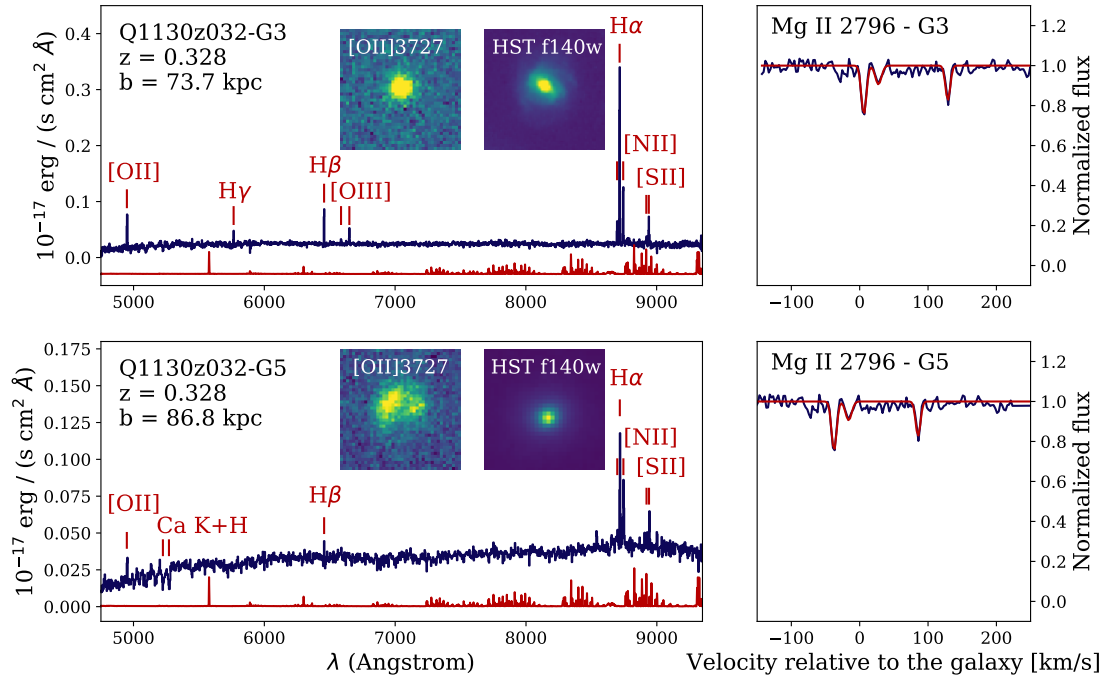 Q1130z032-G3
z = 0.328
b = 73.7 kpc
[OII]3727
HST f140w
Hα
[NII]
[SII]
[OII]
Hγ
Hβ
[OIII]
10⁻¹⁷ erg / (s cm² Å)
0.4
0.3
0.2
0.1
0.0
5000 6000 7000 8000 9000
Mg II 2796 - G3
1.2
1.0
0.8
0.6
0.4
0.2
0.0
Normalized flux
−100 0 100 200
Q1130z032-G5
z = 0.328
b = 86.8 kpc
[OII]3727
HST f140w
Hα
[NII]
[SII]
[OII]
Ca K+H
Hβ
10⁻¹⁷ erg / (s cm² Å)
0.175
0.150
0.125
0.100
0.075
0.050
0.025
0.000
5000 6000 7000 8000 9000
λ (Angstrom)
Mg II 2796 - G5
1.2
1.0
0.8
0.6
0.4
0.2
0.0
Normalized flux
−100 0 100 200
Velocity relative to the galaxy [km/s]